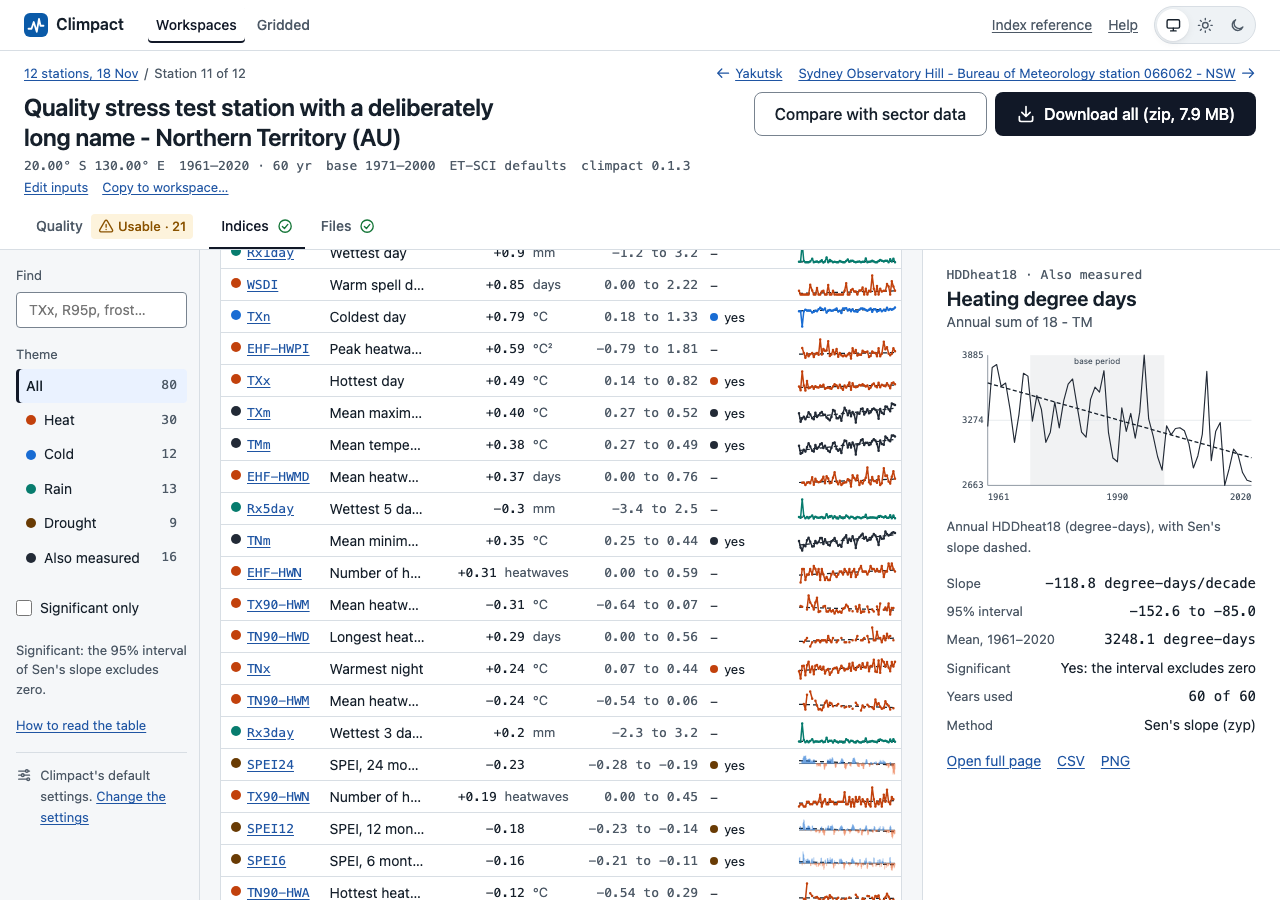 Climpact
Workspaces
Gridded
Index reference
Help
12 stations, 18 Nov / Station 11 of 12
← Yakutsk
Sydney Observatory Hill - Bureau of Meteorology station 066062 - NSW →
Quality stress test station with a deliberately
long name - Northern Territory (AU)
Compare with sector data
Download all (zip, 7.9 MB)
20.00° S 130.00° E 1961–2020 · 60 yr base 1971–2000 ET-SCI defaults climpact 0.1.3
Edit inputs
Copy to workspace…
Quality
Usable · 21
Indices
Files
Find
TXx, R95p, frost…
Theme
All 80
Heat 30
Cold 12
Rain 13
Drought 9
Also measured 16
Significant only
Significant: the 95% interval
of Sen's slope excludes
zero.
How to read the table
Climpact's default
settings. Change the
settings
Rx1day Wettest day +0.9 mm −1.2 to 3.2 –
WSDI Warm spell d… +0.85 days 0.00 to 2.22 –
TXn Coldest day +0.79 °C 0.18 to 1.33 yes
EHF–HWPI Peak heatwa… +0.59 °C² −0.79 to 1.81 –
TXx Hottest day +0.49 °C 0.14 to 0.82 yes
TXm Mean maxim… +0.40 °C 0.27 to 0.52 yes
TMm Mean tempe… +0.38 °C 0.27 to 0.49 yes
EHF–HWMD Mean heatw… +0.37 days 0.00 to 0.76 –
Rx5day Wettest 5 da… −0.3 mm −3.4 to 2.5 –
TNm Mean minim… +0.35 °C 0.25 to 0.44 yes
EHF–HWN Number of h… +0.31 heatwaves 0.00 to 0.59 –
TX90–HWM Mean heatw… −0.31 °C −0.64 to 0.07 –
TN90–HWD Longest heat… +0.29 days 0.00 to 0.56 –
TNx Warmest night +0.24 °C 0.07 to 0.44 yes
TN90–HWM Mean heatw… −0.24 °C −0.54 to 0.06 –
Rx3day Wettest 3 da… +0.2 mm −2.3 to 3.2 –
SPEI24 SPEI, 24 mo… −0.23 −0.28 to −0.19 yes
TX90–HWN Number of h… +0.19 heatwaves 0.00 to 0.45 –
SPEI12 SPEI, 12 mon… −0.18 −0.23 to −0.14 yes
SPEI6 SPEI, 6 mont… −0.16 −0.21 to −0.11 yes
TN90–HWA Hottest heat… −0.12 °C −0.54 to 0.29 –
HDDheat18 · Also measured
Heating degree days
Annual sum of 18 - TM
3885
base period
3274
2663
1961 1990 2020
Annual HDDheat18 (degree-days), with Sen's
slope dashed.
Slope −118.8 degree–days/decade
95% interval −152.6 to −85.0
Mean, 1961–2020 3248.1 degree–days
Significant Yes: the interval excludes zero
Years used 60 of 60
Method Sen's slope (zyp)
Open full page
CSV
PNG